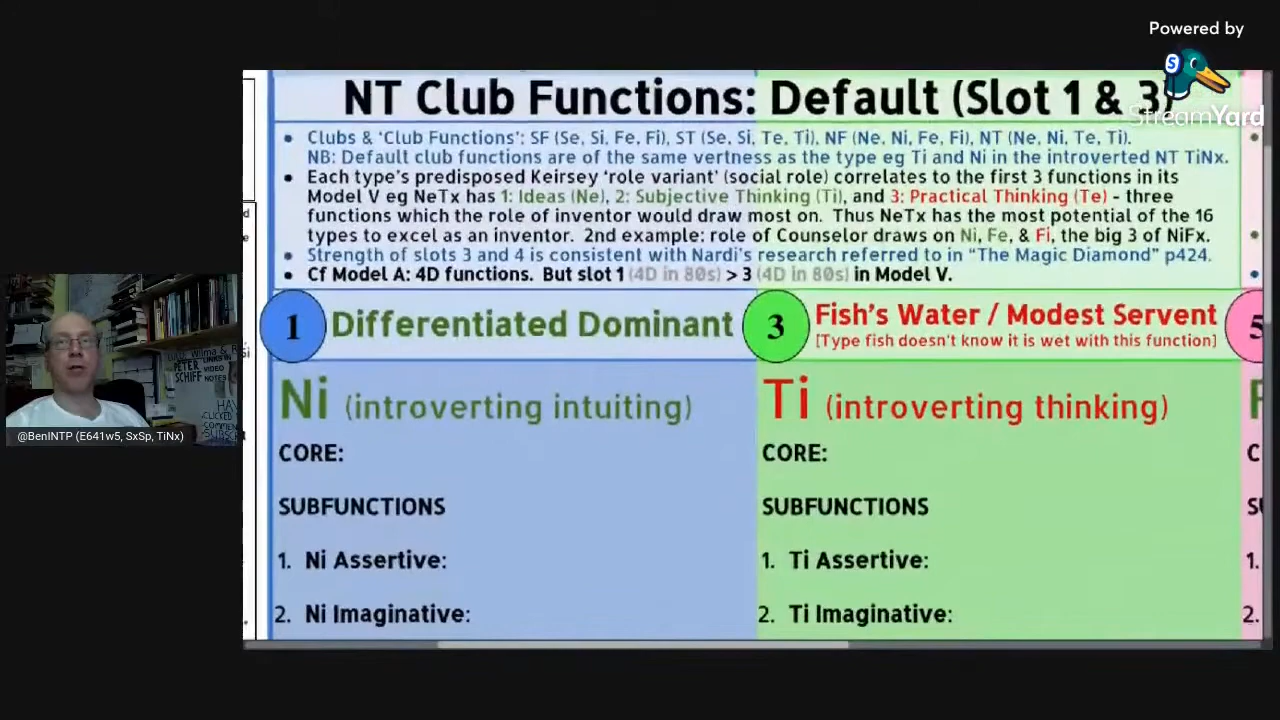 Powered by
StreamYard
NT Club Functions: Default (Slot 1 & 3)
• Clubs & ‘Club Functions’: SF (Se, Si, Fe, Fi), ST (Se, Si, Te, Ti), NF (Ne, Ni, Fe, Fi), NT (Ne, Ni, Te, Ti).
NB: Default club functions are of the same vertness as the type eg Ti and Ni in the introverted NT TiNx.
• Each type's predisposed Keirsey ‘role variant’ (social role) correlates to the first 3 functions in its
Model V eg NeTx has 1: Ideas (Ne), 2: Subjective Thinking (Ti), and 3: Practical Thinking (Te) - three
functions which the role of inventor would draw most on. Thus NeTx has the most potential of the 16
types to excel as an inventor. 2nd example: role of Counselor draws on Ni, Fe, & Fi, the big 3 of NiFx.
• Strength of slots 3 and 4 is consistent with Nardi's research referred to in “The Magic Diamond” p424.
• Cf Model A: 4D functions. But slot 1 (4D in 80s) > 3 (4D in 80s) in Model V.
1 Differentiated Dominant
3 Fish's Water / Modest Servent
[Type fish doesn't know it is wet with this function]
5
Ni (introverting intuiting)
Ti (introverting thinking)
CORE:
CORE:
SUBFUNCTIONS
SUBFUNCTIONS
1. Ni Assertive:
1. Ti Assertive:
1.
2. Ni Imaginative:
2. Ti Imaginative:
2.
PETER
SCHIFF
LINKS IN
VIDEO
NOTES
@BenINTP (E641w5, SxSp, TiNx)